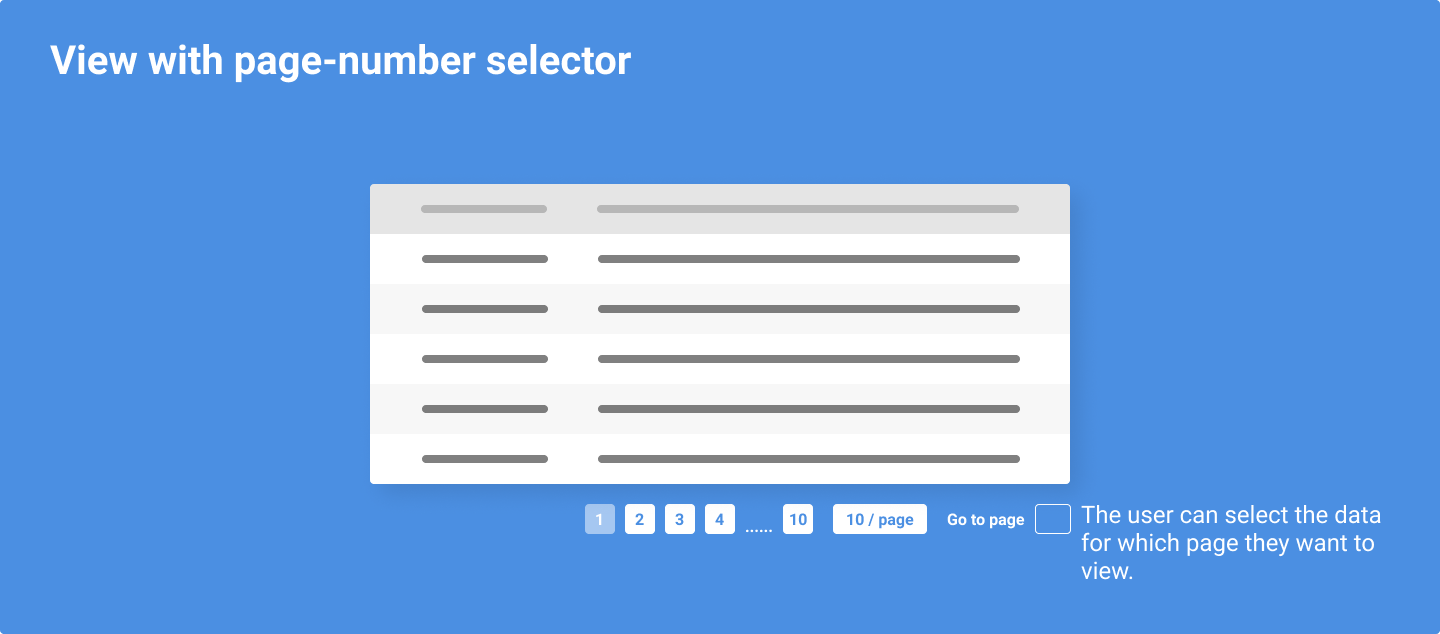 View with page-number selector
1 2 3 4 ...... 10 10 / page Go to page
The user can select the data
for which page they want to
view.